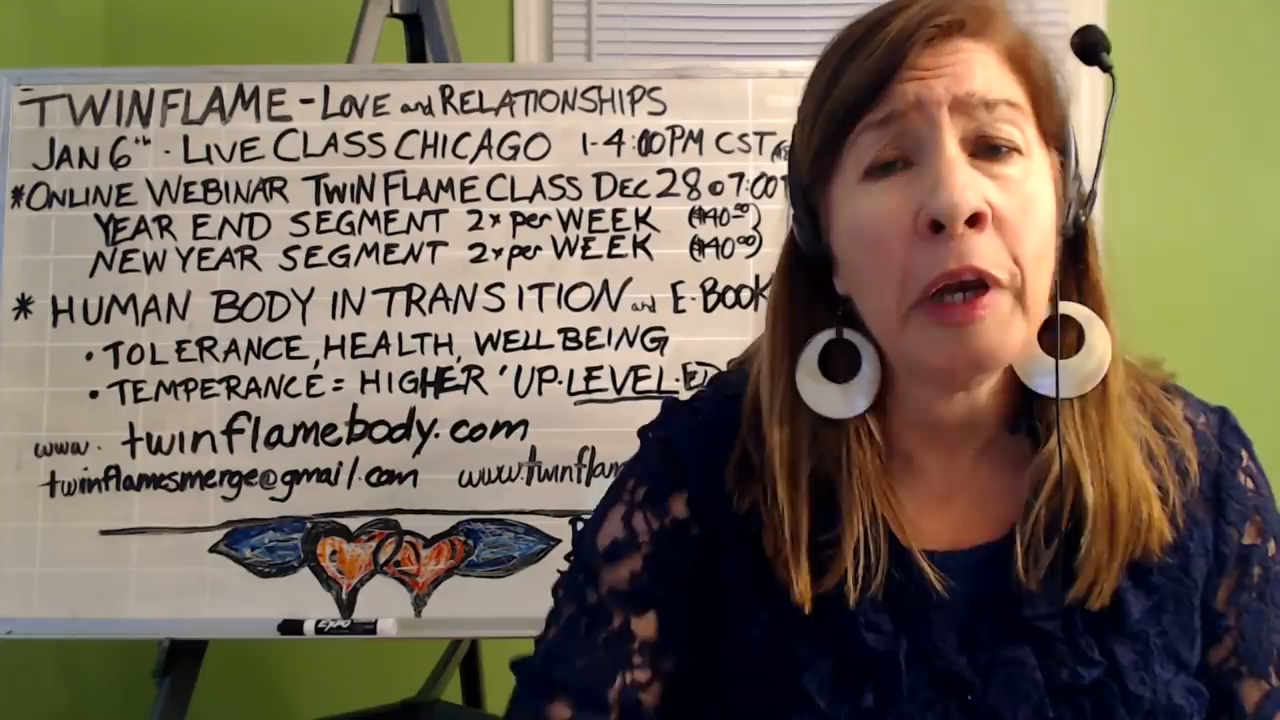 TWINFLAME - LOVE and RELATIONSHIPS
JAN 6th • LIVE CLASS CHICAGO 1-4:00PM CST
*ONLINE WEBINAR TWIN FLAME CLASS DEC 28 @ 7:00
YEAR END SEGMENT 2x per WEEK ($40.00)
NEW YEAR SEGMENT 2x per WEEK ($40.00)
* HUMAN BODY IN TRANSITION and E-BOOK
• TOLERANCE, HEALTH, WELLBEING
• TEMPERANCE = HIGHER 'UP-LEVEL-ED
www. twinflamebody.com
twinflamesmerge@gmail.com www.twinflam
EXPO